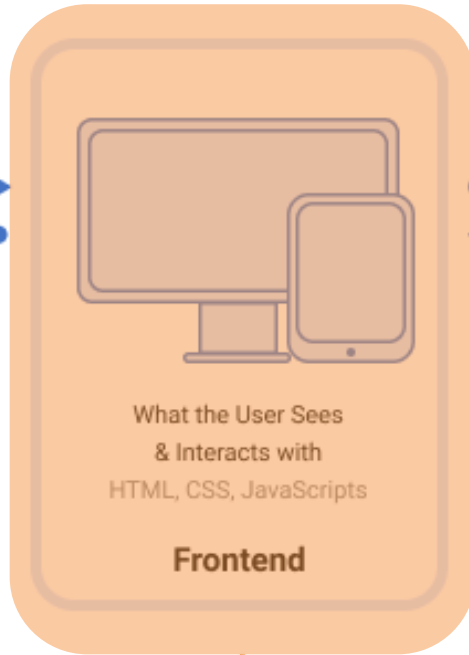 What the User Sees
& Interacts with
HTML, CSS, JavaScripts
Frontend